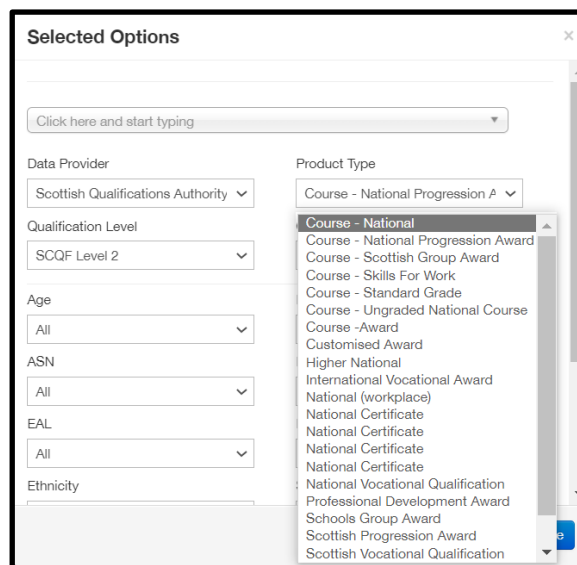 Selected Options
×
Click here and start typing
Data Provider
Product Type
Scottish Qualifications Authority
Course - National Progression A
Qualification Level
SCQF Level 2
Age
All
ASN
All
EAL
All
Ethnicity
Course - National
Course - National Progression Award
Course - Scottish Group Award
Course - Skills For Work
Course - Standard Grade
Course - Ungraded National Course
Course -Award
Customised Award
Higher National
International Vocational Award
National (workplace)
National Certificate
National Certificate
National Certificate
National Certificate
National Vocational Qualification
Professional Development Award
Schools Group Award
Scottish Progression Award
Scottish Vocational Qualification